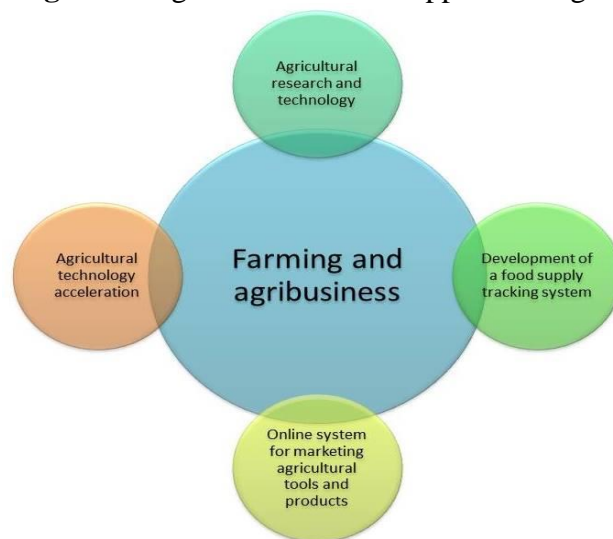 Agricultural
research and
technology
Agricultural
technology
acceleration
Farming and
agribusiness
Development of
a food supply
tracking system
Online system
for marketing
agricultural
tools and
products